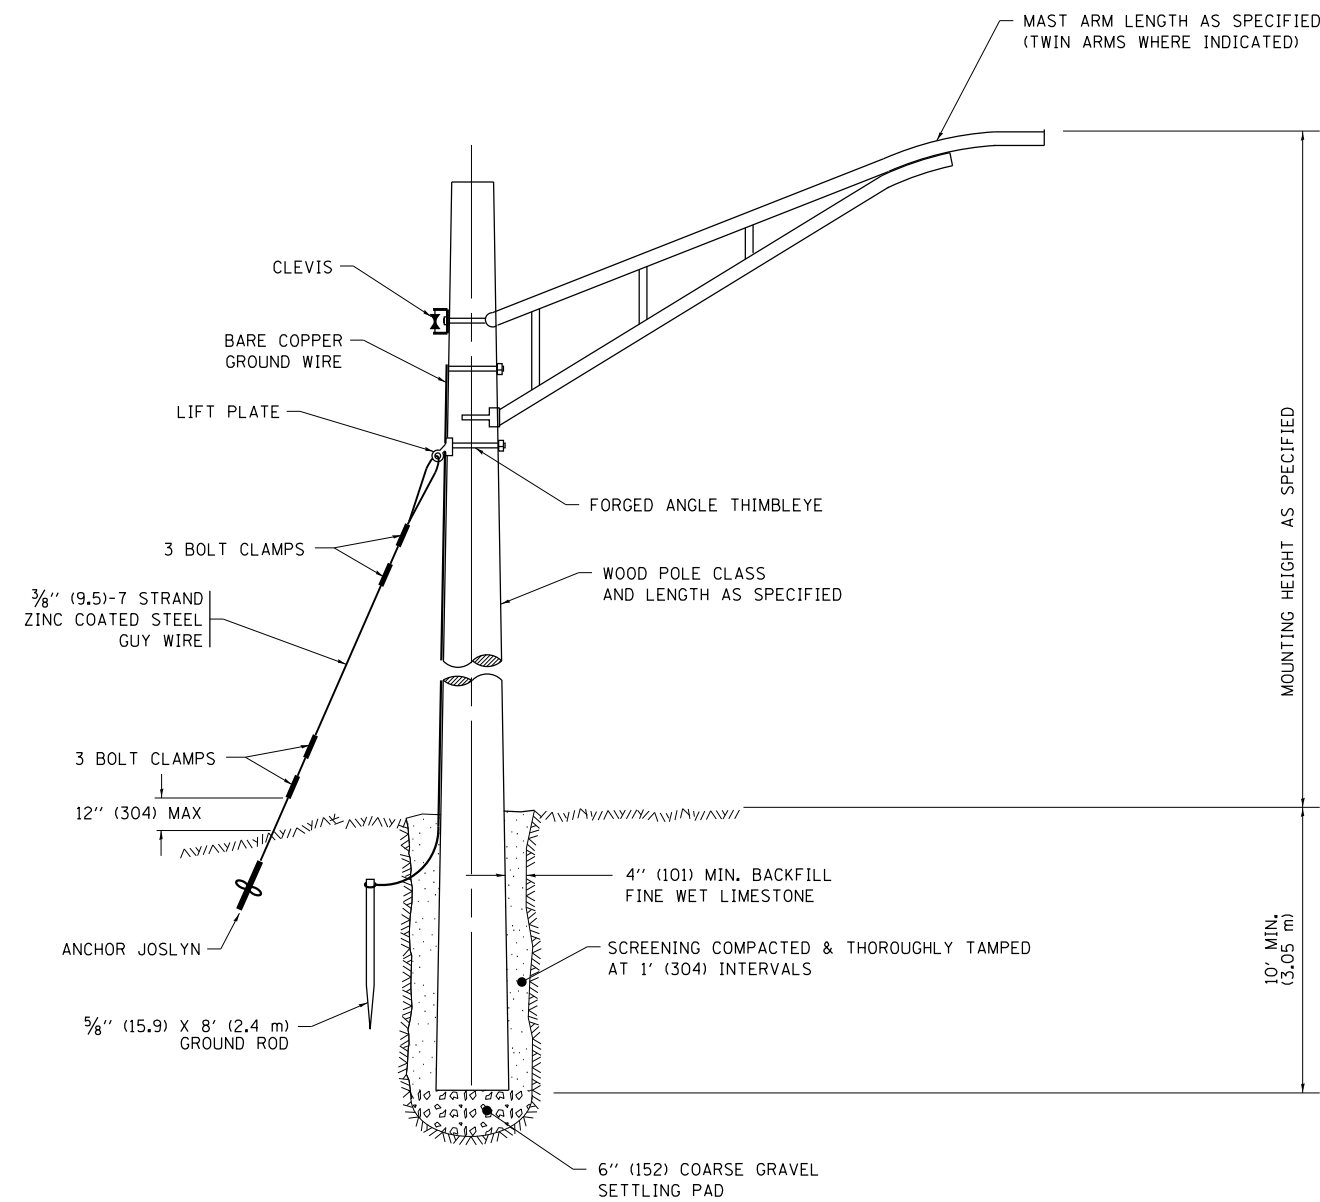 MAST ARM LENGTH AS SPECIFIED
(TWIN ARMS WHERE INDICATED)
CLEVIS
BARE COPPER
GROUND WIRE
LIFT PLATE
FORGED ANGLE THIMBLEYE
3 BOLT CLAMPS
WOOD POLE CLASS
AND LENGTH AS SPECIFIED
3/8'' (9.5)-7 STRAND
ZINC COATED STEEL
GUY WIRE
MOUNTING HEIGHT AS SPECIFIED
3 BOLT CLAMPS
12'' (304) MAX
4'' (101) MIN. BACKFILL
FINE WET LIMESTONE
ANCHOR JOSLYN
SCREENING COMPACTED & THOROUGHLY TAMPED
AT 1' (304) INTERVALS
10' MIN.
(3.05 m)
5/8'' (15.9) X 8' (2.4 m)
GROUND ROD
6'' (152) COARSE GRAVEL
SETTLING PAD